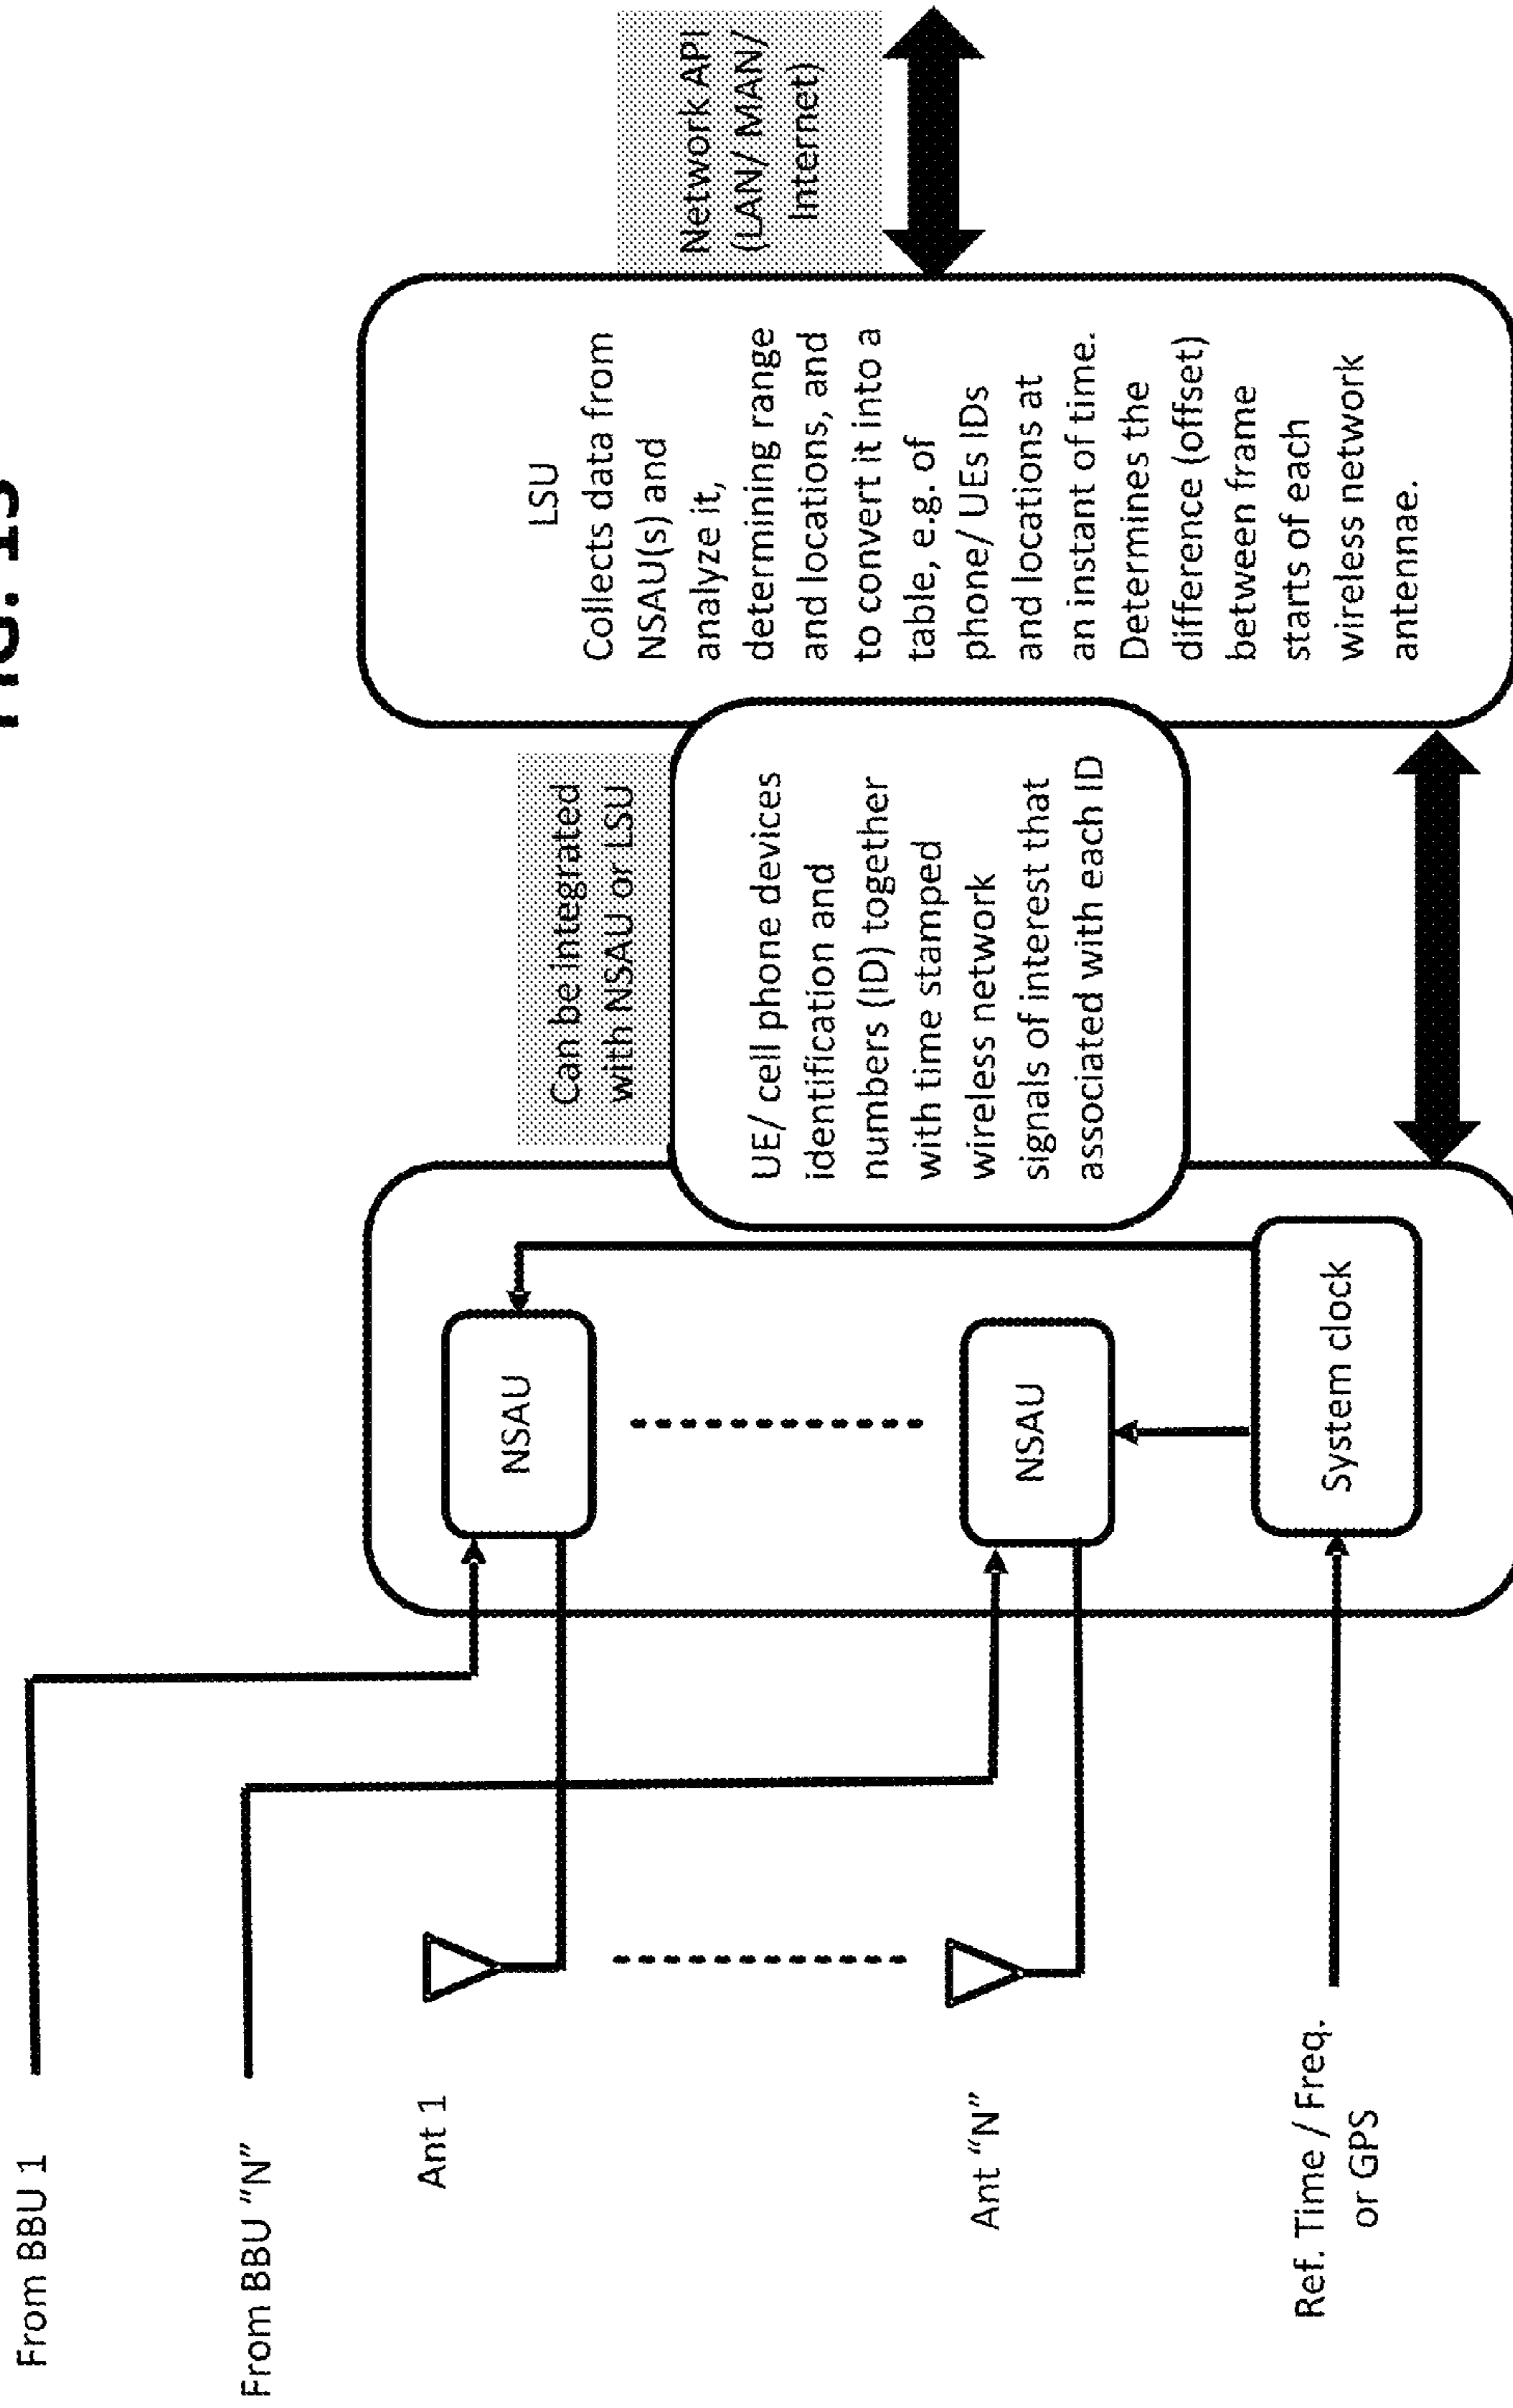 FIG. 15
From BBU 1
From BBU "N"
Ant 1
Ant "N"
Ref. Time / Freq.
or GPS
NSAU
NSAU
System clock
Can be integrated
with NSAU or LSU
UE/ cell phone devices
identification and
numbers (ID) together
with time stamped
wireless network
signals of interest that
associated with each ID
LSU
Collects data from
NSAU(s) and
analyze it,
determining range
and locations, and
to convert it into a
table, e.g. of
phone/ UEs IDs
and locations at
an instant of time.
Determines the
difference (offset)
between frame
starts of each
wireless network
antennae.
Network API
(LAN/ MAN/
Internet)